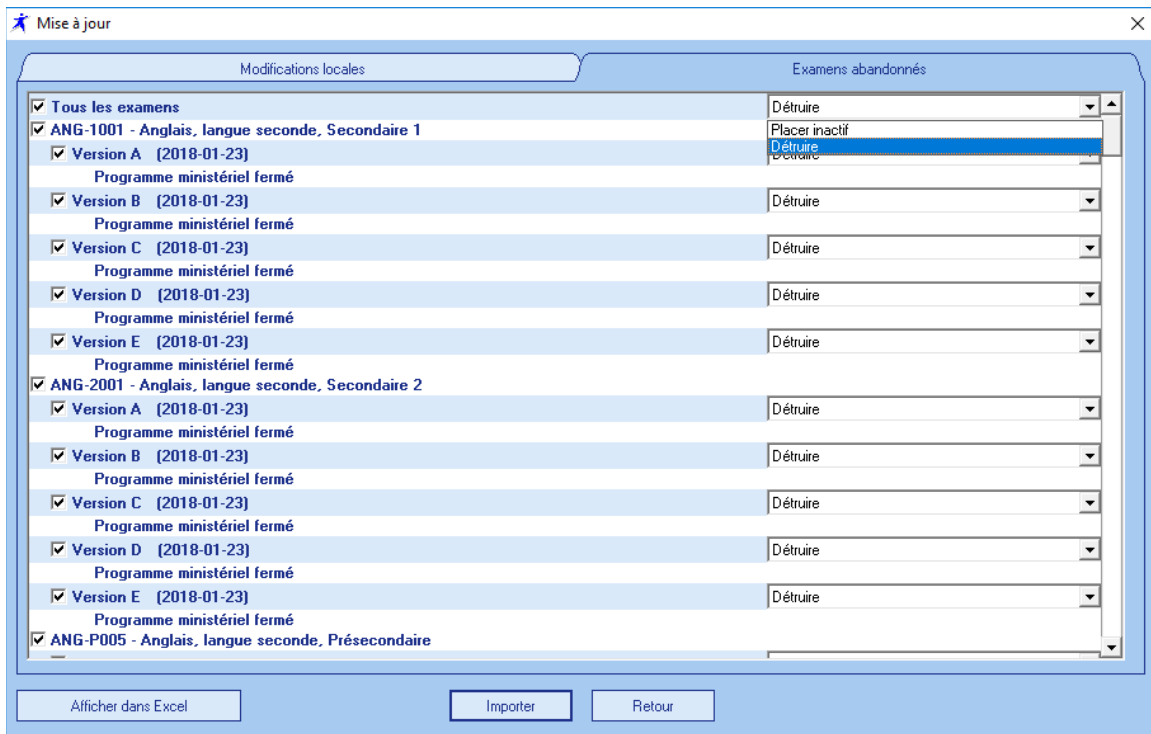 Mise à jour
Modifications locales Examens abandonnés
Tous les examens Détruire
ANG-1001 - Anglais, langue seconde, Secondaire 1 Placer inactif
Détruire
Version A (2018-01-23) Détruire
Programme ministériel fermé
Version B (2018-01-23) Détruire
Programme ministériel fermé
Version C (2018-01-23) Détruire
Programme ministériel fermé
Version D (2018-01-23) Détruire
Programme ministériel fermé
Version E (2018-01-23) Détruire
Programme ministériel fermé
ANG-2001 - Anglais, langue seconde, Secondaire 2
Version A (2018-01-23) Détruire
Programme ministériel fermé
Version B (2018-01-23) Détruire
Programme ministériel fermé
Version C (2018-01-23) Détruire
Programme ministériel fermé
Version D (2018-01-23) Détruire
Programme ministériel fermé
Version E (2018-01-23) Détruire
Programme ministériel fermé
ANG-P005 - Anglais, langue seconde, Présecondaire
Afficher dans Excel Importer Retour